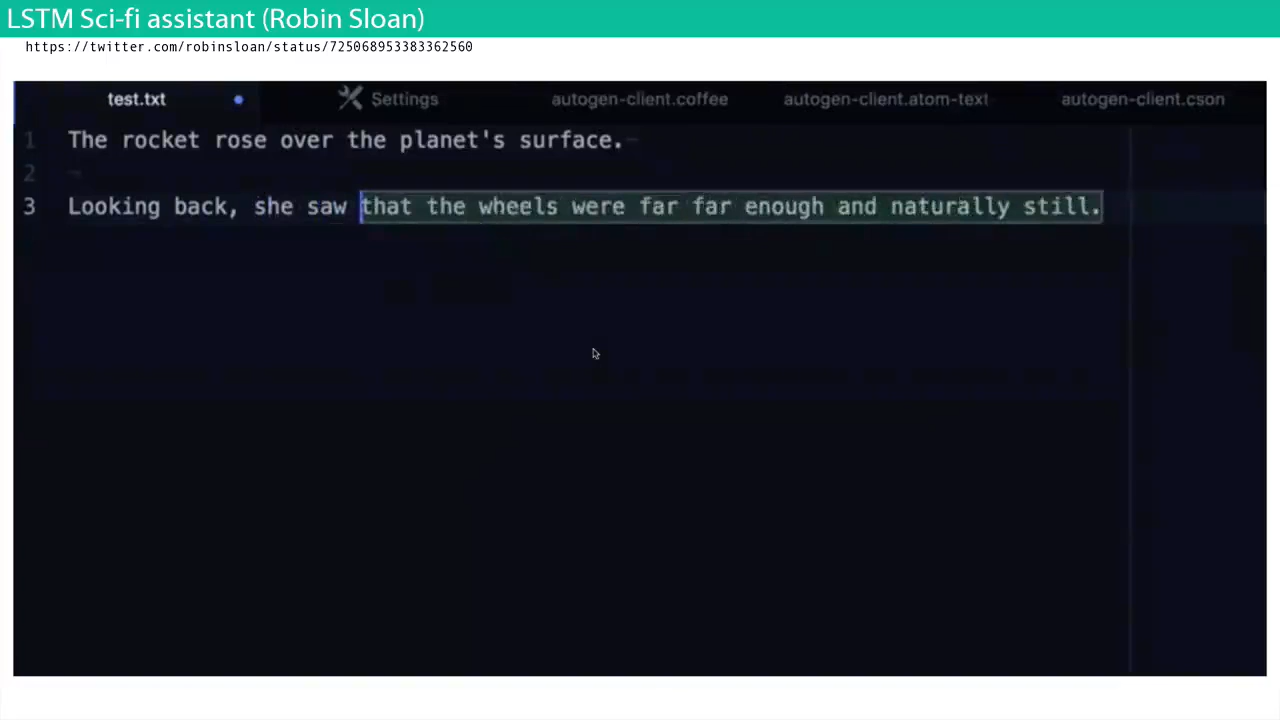 LSTM Sci-fi assistant (Robin Sloan)
https://twitter.com/robinsloan/status/725068953383362560
test.txt Settings autogen-client.coffee autogen-client.atom-text autogen-client.cson
1 The rocket rose over the planet's surface.¬
2 ¬
3 Looking back, she saw that the wheels were far far enough and naturally still.